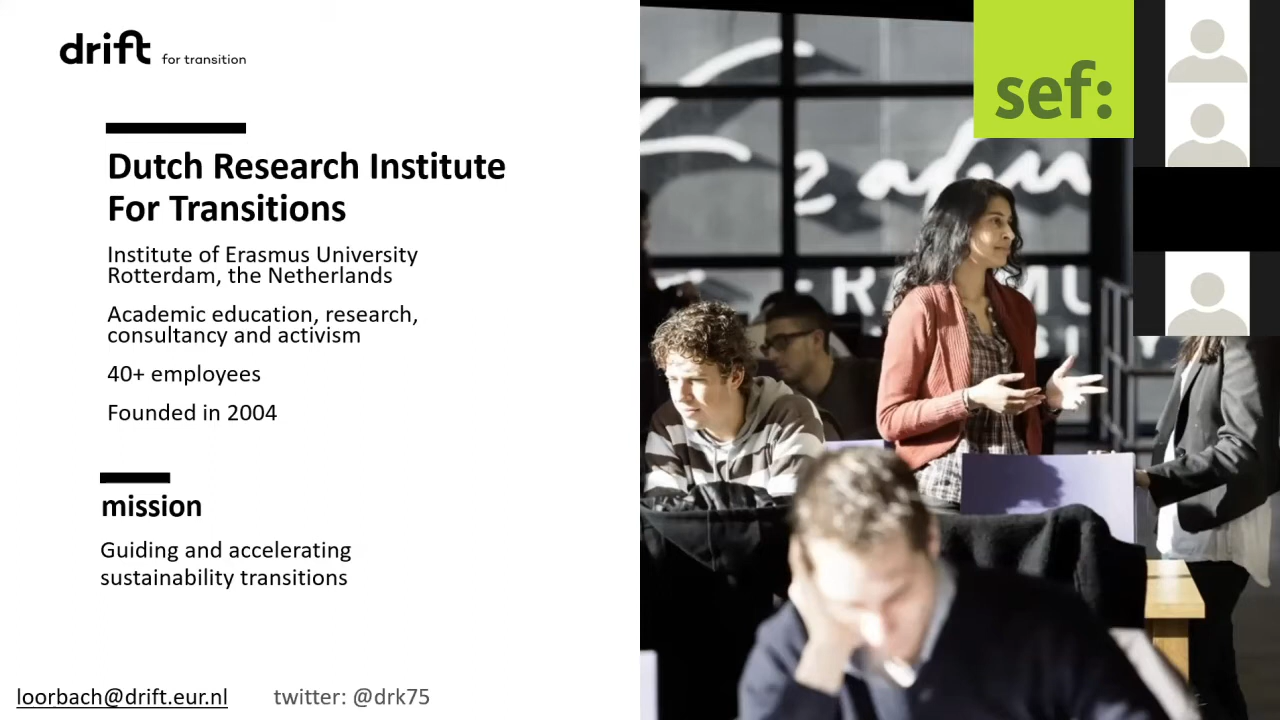 drift for transition
sef:
Dutch Research Institute
For Transitions
Institute of Erasmus University
Rotterdam, the Netherlands
Academic education, research,
consultancy and activism
40+ employees
Founded in 2004
mission
Guiding and accelerating
sustainability transitions
loorbach@drift.eur.nl
twitter: @drk75